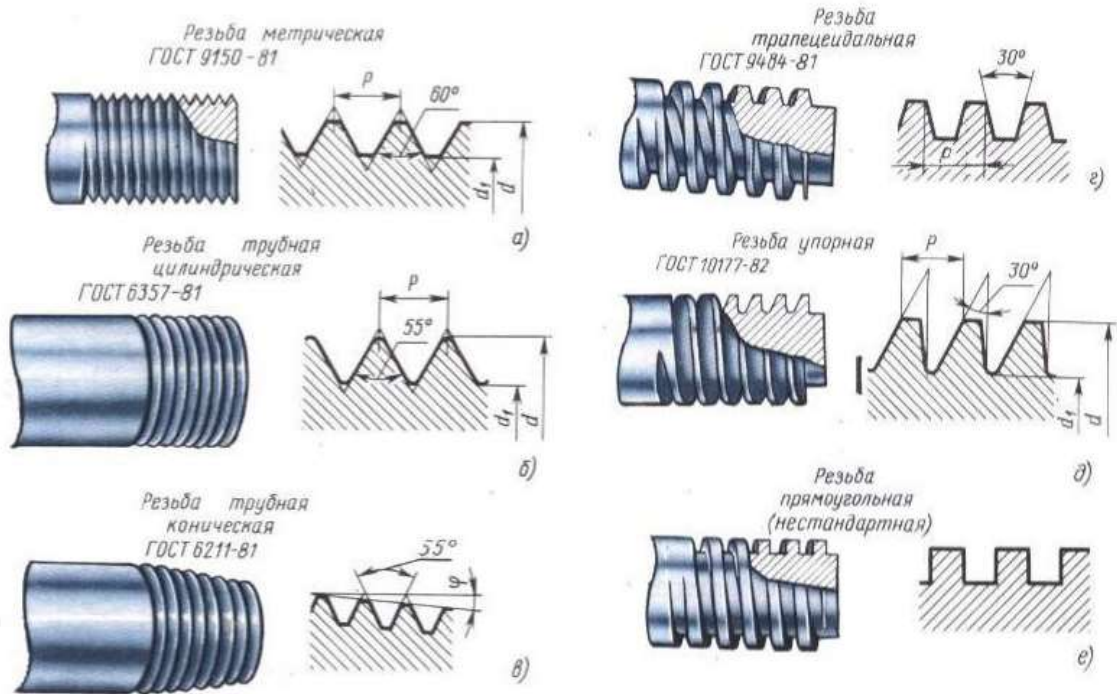 Резьба метрическая
ГОСТ 9150-81
P
60°
d₁
d
а)
Резьба трубная
цилиндрическая
ГОСТ 6357-81
P
55°
d₁
d
б)
Резьба трубная
коническая
ГОСТ 6211-81
55°
φ
в)
Резьба
трапецеидальная
ГОСТ 9484-81
30°
P
г)
Резьба упорная
ГОСТ 10177-82
P
30°
d₁
d
д)
Резьба
прямоугольная
(нестандартная)
е)